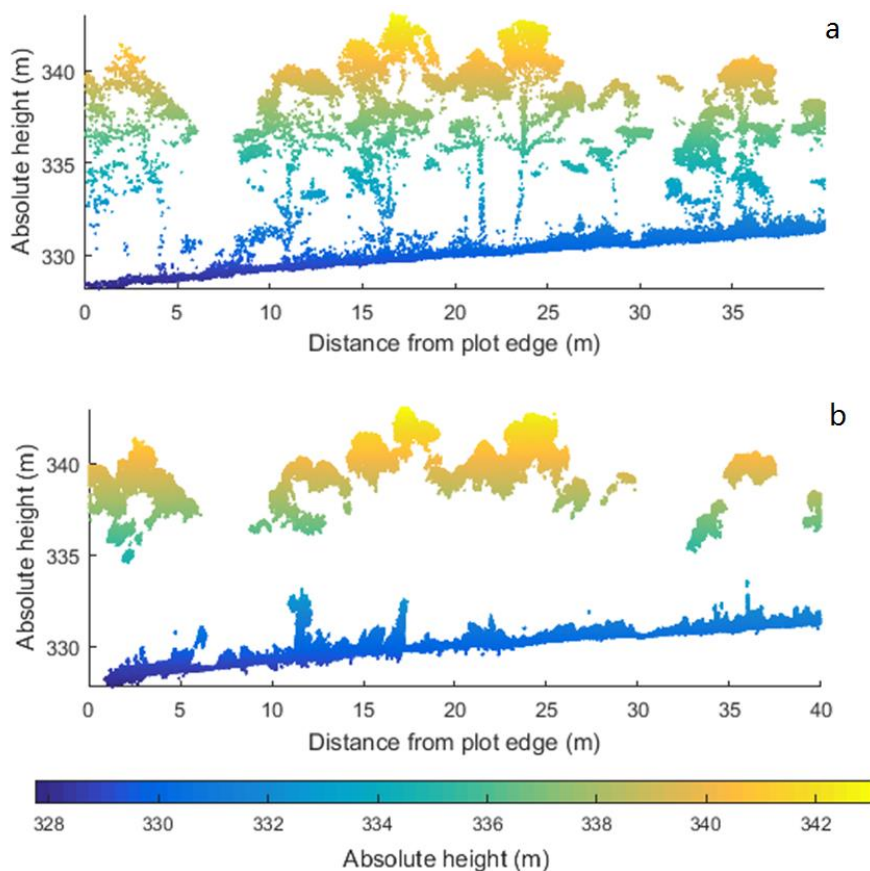 a
Absolute height (m)
340
335
330
0 5 10 15 20 25 30 35
Distance from plot edge (m)
b
Absolute height (m)
340
335
330
0 5 10 15 20 25 30 35 40
Distance from plot edge (m)
328 330 332 334 336 338 340 342
Absolute height (m)